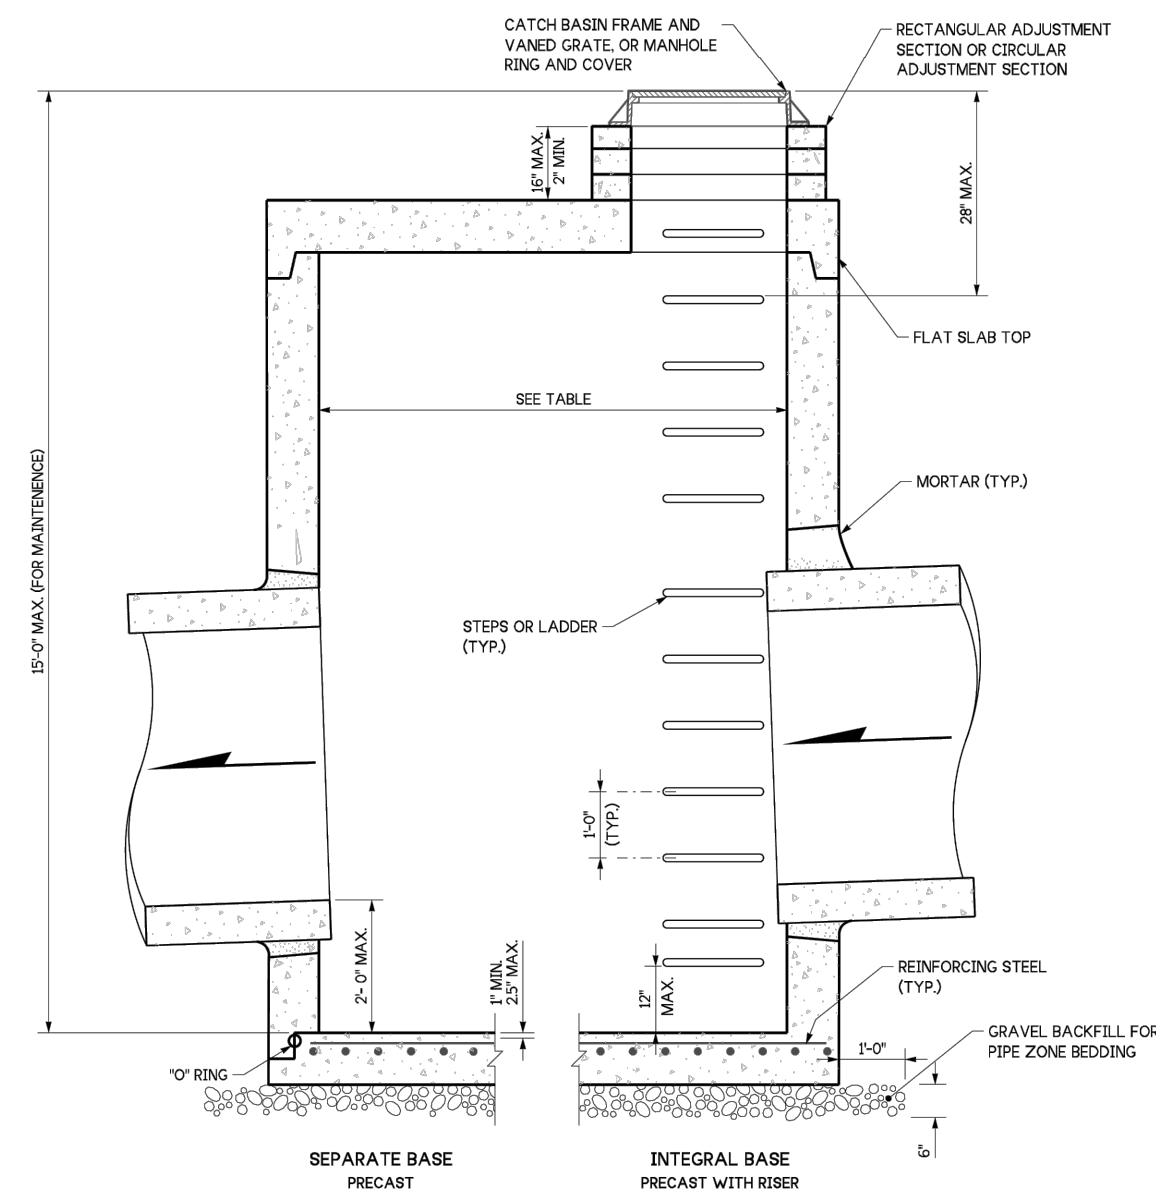 CATCH BASIN FRAME AND
VANED GRATE, OR MANHOLE
RING AND COVER
RECTANGULAR ADJUSTMENT
SECTION OR CIRCULAR
ADJUSTMENT SECTION
16" MAX.
2" MIN.
28" MAX.
FLAT SLAB TOP
SEE TABLE
MORTAR (TYP.)
15'-0" MAX. (FOR MAINTENENCE)
STEPS OR LADDER
(TYP.)
1'-0"
(TYP.)
2'- 0" MAX.
1" MIN.
2.5" MAX.
12"
MAX.
REINFORCING STEEL
(TYP.)
1'-0"
GRAVEL BACKFILL FOR
PIPE ZONE BEDDING
"O" RING
6"
SEPARATE BASE
PRECAST
INTEGRAL BASE
PRECAST WITH RISER